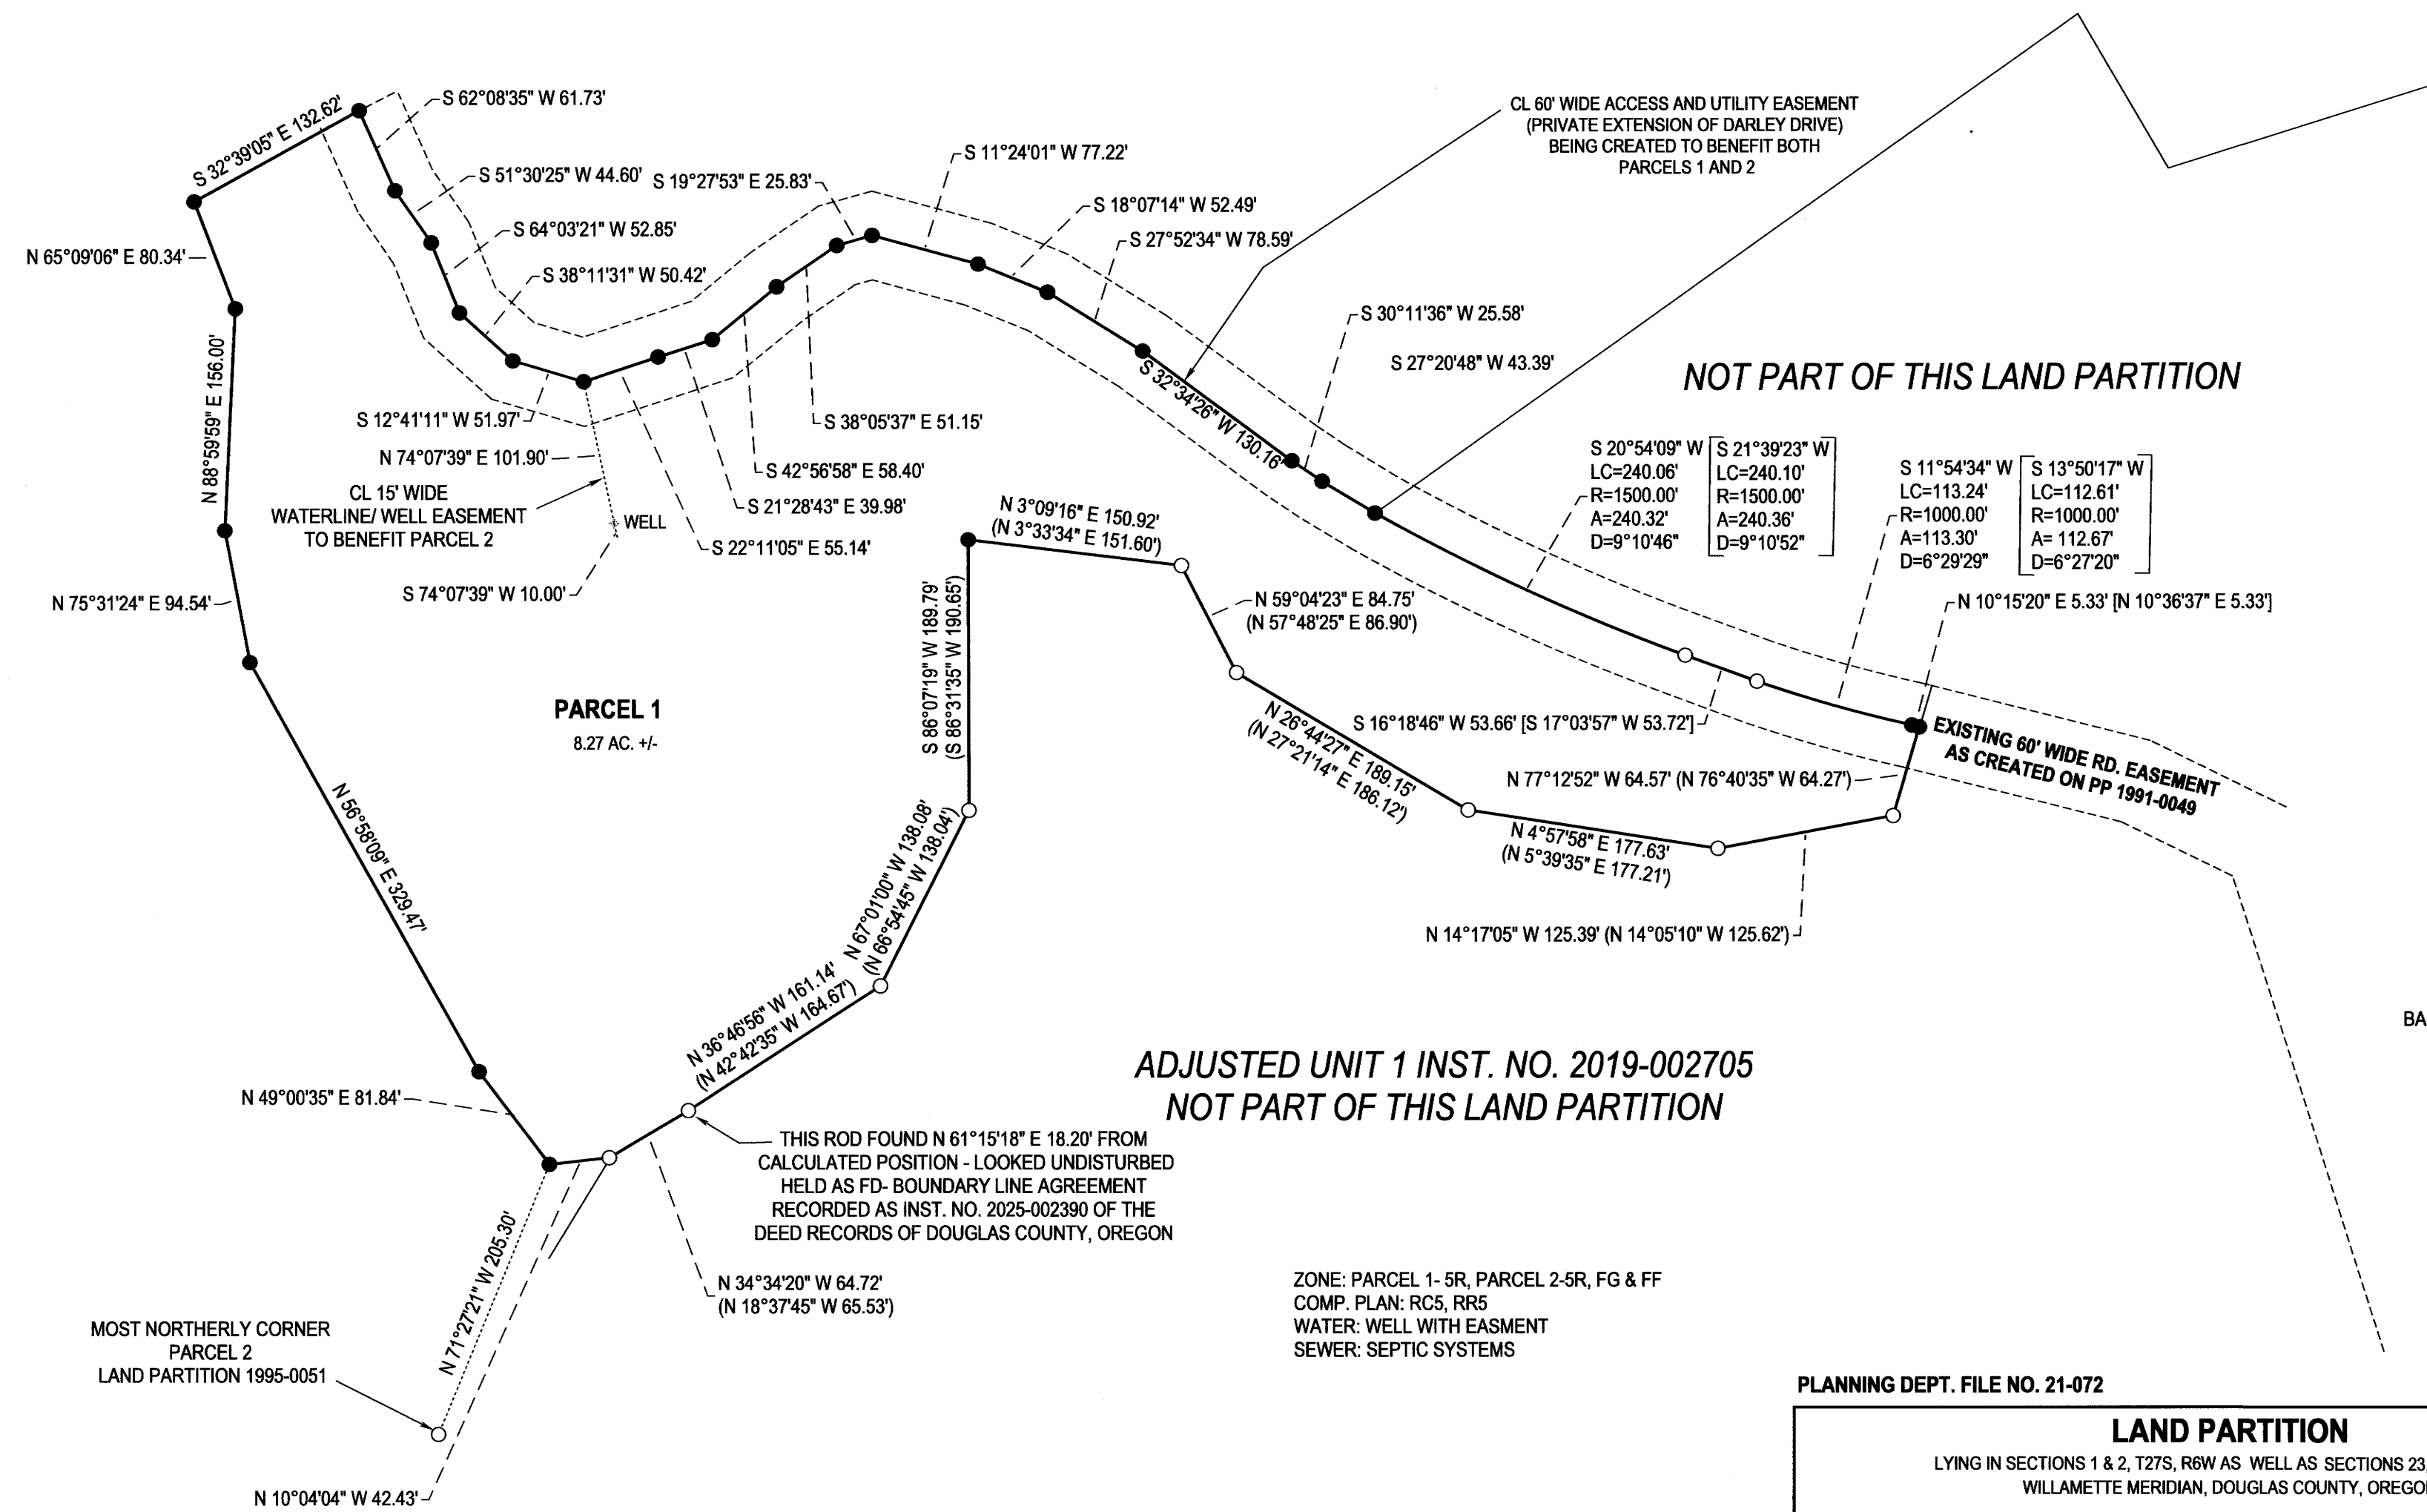 S 32°39'05" E 132.62'
S 62°08'35" W 61.73'
S 51°30'25" W 44.60'
S 64°03'21" W 52.85'
S 38°11'31" W 50.42'
N 65°09'06" E 80.34'
N 88°59'59" E 156.00'
N 75°31'24" E 94.54'
S 12°41'11" W 51.97'
N 74°07'39" E 101.90'
CL 15' WIDE
WATERLINE/ WELL EASEMENT
TO BENEFIT PARCEL 2
S 74°07'39" W 10.00'
WELL
S 19°27'53" E 25.83'
S 11°24'01" W 77.22'
S 18°07'14" W 52.49'
S 27°52'34" W 78.59'
S 38°05'37" E 51.15'
S 42°56'58" E 58.40'
S 21°28'43" E 39.98'
S 22°11'05" E 55.14'
CL 60' WIDE ACCESS AND UTILITY EASEMENT
(PRIVATE EXTENSION OF DARLEY DRIVE)
BEING CREATED TO BENEFIT BOTH
PARCELS 1 AND 2
S 32°34'26" W 130.16'
S 30°11'36" W 25.58'
S 27°20'48" W 43.39'
NOT PART OF THIS LAND PARTITION
S 20°54'09" W
LC=240.06'
R=1500.00'
A=240.32'
D=9°10'46"
S 21°39'23" W
LC=240.10'
R=1500.00'
A=240.36'
D=9°10'52"
S 11°54'34" W
LC=113.24'
R=1000.00'
A=113.30'
D=6°29'29"
S 13°50'17" W
LC=112.61'
R=1000.00'
A= 112.67'
D=6°27'20"
N 10°15'20" E 5.33' [N 10°36'37" E 5.33']
N 3°09'16" E 150.92'
(N 3°33'34" E 151.60')
N 59°04'23" E 84.75'
(N 57°48'25" E 86.90')
S 86°07'19" W 189.79'
(S 86°31'35" W 190.65')
N 26°44'27" E 189.15'
(N 27°21'14" E 186.12')
S 16°18'46" W 53.66' [S 17°03'57" W 53.72']
N 77°12'52" W 64.57' (N 76°40'35" W 64.27')
EXISTING 60' WIDE RD. EASEMENT
AS CREATED ON PP 1991-0049
N 4°57'58" E 177.63'
(N 5°39'35" E 177.21')
N 14°17'05" W 125.39' (N 14°05'10" W 125.62')
PARCEL 1
8.27 AC. +/-
N 56°58'09" E 329.47'
N 67°01'00" W 138.08'
(N 66°54'45" W 138.04')
N 36°46'56" W 161.14'
(N 42°42'35" W 164.67')
BA
ADJUSTED UNIT 1 INST. NO. 2019-002705
NOT PART OF THIS LAND PARTITION
N 49°00'35" E 81.84'
THIS ROD FOUND N 61°15'18" E 18.20' FROM
CALCULATED POSITION - LOOKED UNDISTURBED
HELD AS FD- BOUNDARY LINE AGREEMENT
RECORDED AS INST. NO. 2025-002390 OF THE
DEED RECORDS OF DOUGLAS COUNTY, OREGON
N 34°34'20" W 64.72'
(N 18°37'45" W 65.53')
N 71°27'21" W 205.30'
MOST NORTHERLY CORNER
PARCEL 2
LAND PARTITION 1995-0051
N 10°04'04" W 42.43'
ZONE: PARCEL 1- 5R, PARCEL 2-5R, FG & FF
COMP. PLAN: RC5, RR5
WATER: WELL WITH EASMENT
SEWER: SEPTIC SYSTEMS
PLANNING DEPT. FILE NO. 21-072
LAND PARTITION
LYING IN SECTIONS 1 & 2, T27S, R6W AS WELL AS SECTIONS 23,
WILLAMETTE MERIDIAN, DOUGLAS COUNTY, OREGO